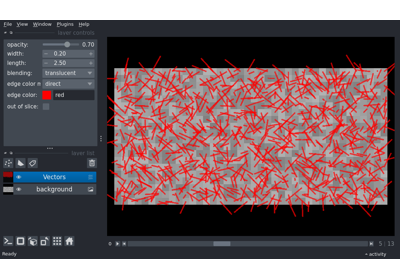 File View Window Plugins Help
layer controls
opacity: 0.70
width: 0.20
length: 2.50
blending: translucent
edge color m direct
edge color: red
out of slice:
layer list
Vectors
background
0 5 13
Ready activity